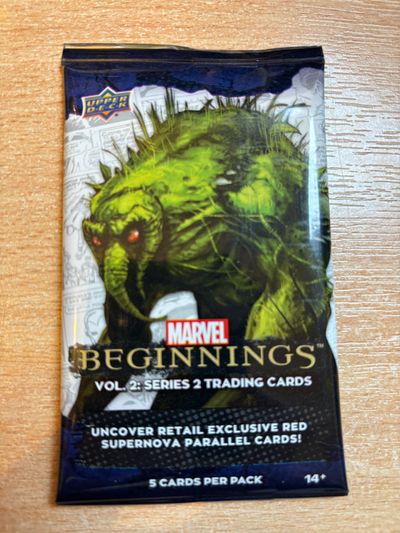 UPPER
DECK
MARVEL
BEGINNINGS™
VOL. 2: SERIES 2 TRADING CARDS
UNCOVER RETAIL EXCLUSIVE RED
SUPERNOVA PARALLEL CARDS!
5 CARDS PER PACK 14+